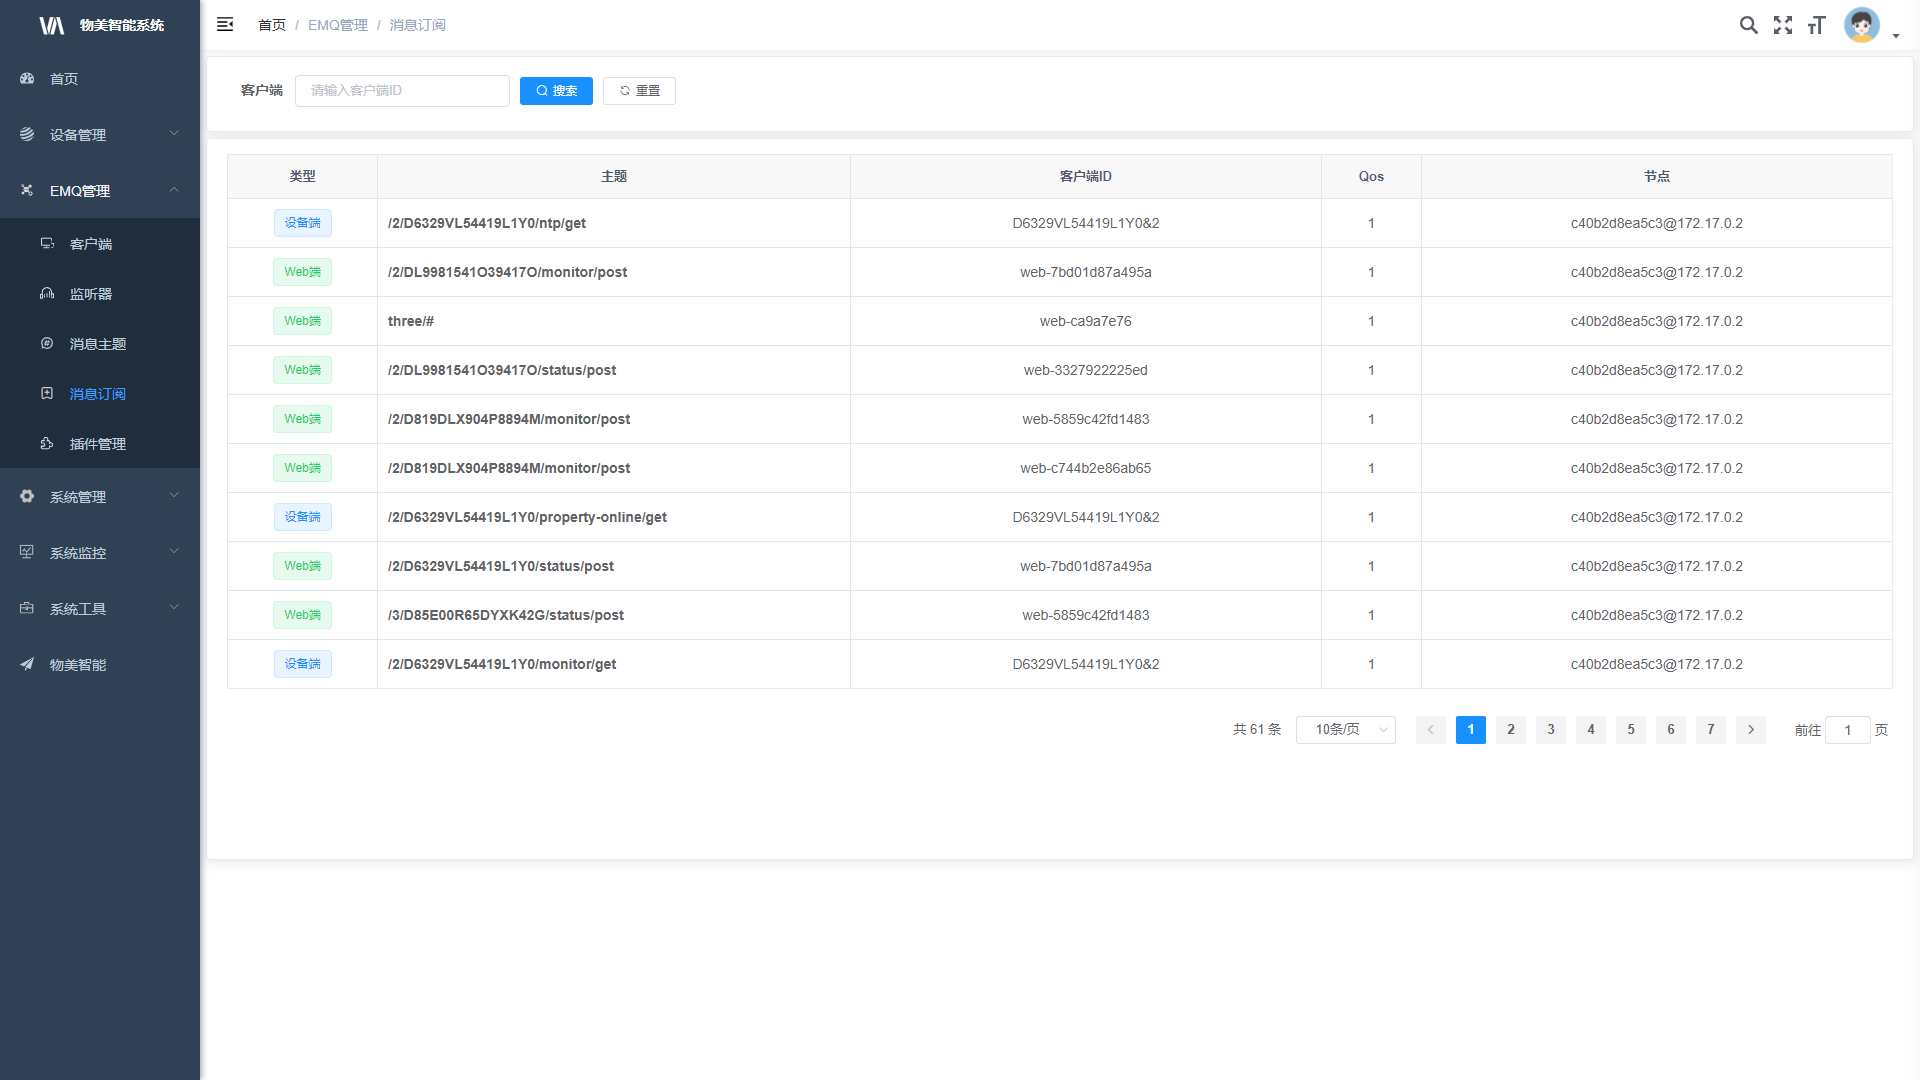 物美智能系统
首页
设备管理
EMQ管理
客户端
监听器
消息主题
消息订阅
插件管理
系统管理
系统监控
系统工具
物美智能
首页 / EMQ管理 / 消息订阅
客户端 请输入客户端ID 搜索 重置
类型 主题 客户端ID Qos 节点
设备端 /2/D6329VL54419L1Y0/ntp/get D6329VL54419L1Y0&2 1 c40b2d8ea5c3@172.17.0.2
Web端 /2/DL9981541O39417O/monitor/post web-7bd01d87a495a 1 c40b2d8ea5c3@172.17.0.2
Web端 three/# web-ca9a7e76 1 c40b2d8ea5c3@172.17.0.2
Web端 /2/DL9981541O39417O/status/post web-3327922225ed 1 c40b2d8ea5c3@172.17.0.2
Web端 /2/D819DLX904P8894M/monitor/post web-5859c42fd1483 1 c40b2d8ea5c3@172.17.0.2
Web端 /2/D819DLX904P8894M/monitor/post web-c744b2e86ab65 1 c40b2d8ea5c3@172.17.0.2
设备端 /2/D6329VL54419L1Y0/property-online/get D6329VL54419L1Y0&2 1 c40b2d8ea5c3@172.17.0.2
Web端 /2/D6329VL54419L1Y0/status/post web-7bd01d87a495a 1 c40b2d8ea5c3@172.17.0.2
Web端 /3/D85E00R65DYXK42G/status/post web-5859c42fd1483 1 c40b2d8ea5c3@172.17.0.2
设备端 /2/D6329VL54419L1Y0/monitor/get D6329VL54419L1Y0&2 1 c40b2d8ea5c3@172.17.0.2
共 61 条 10条/页 1 2 3 4 5 6 7 前往 1 页